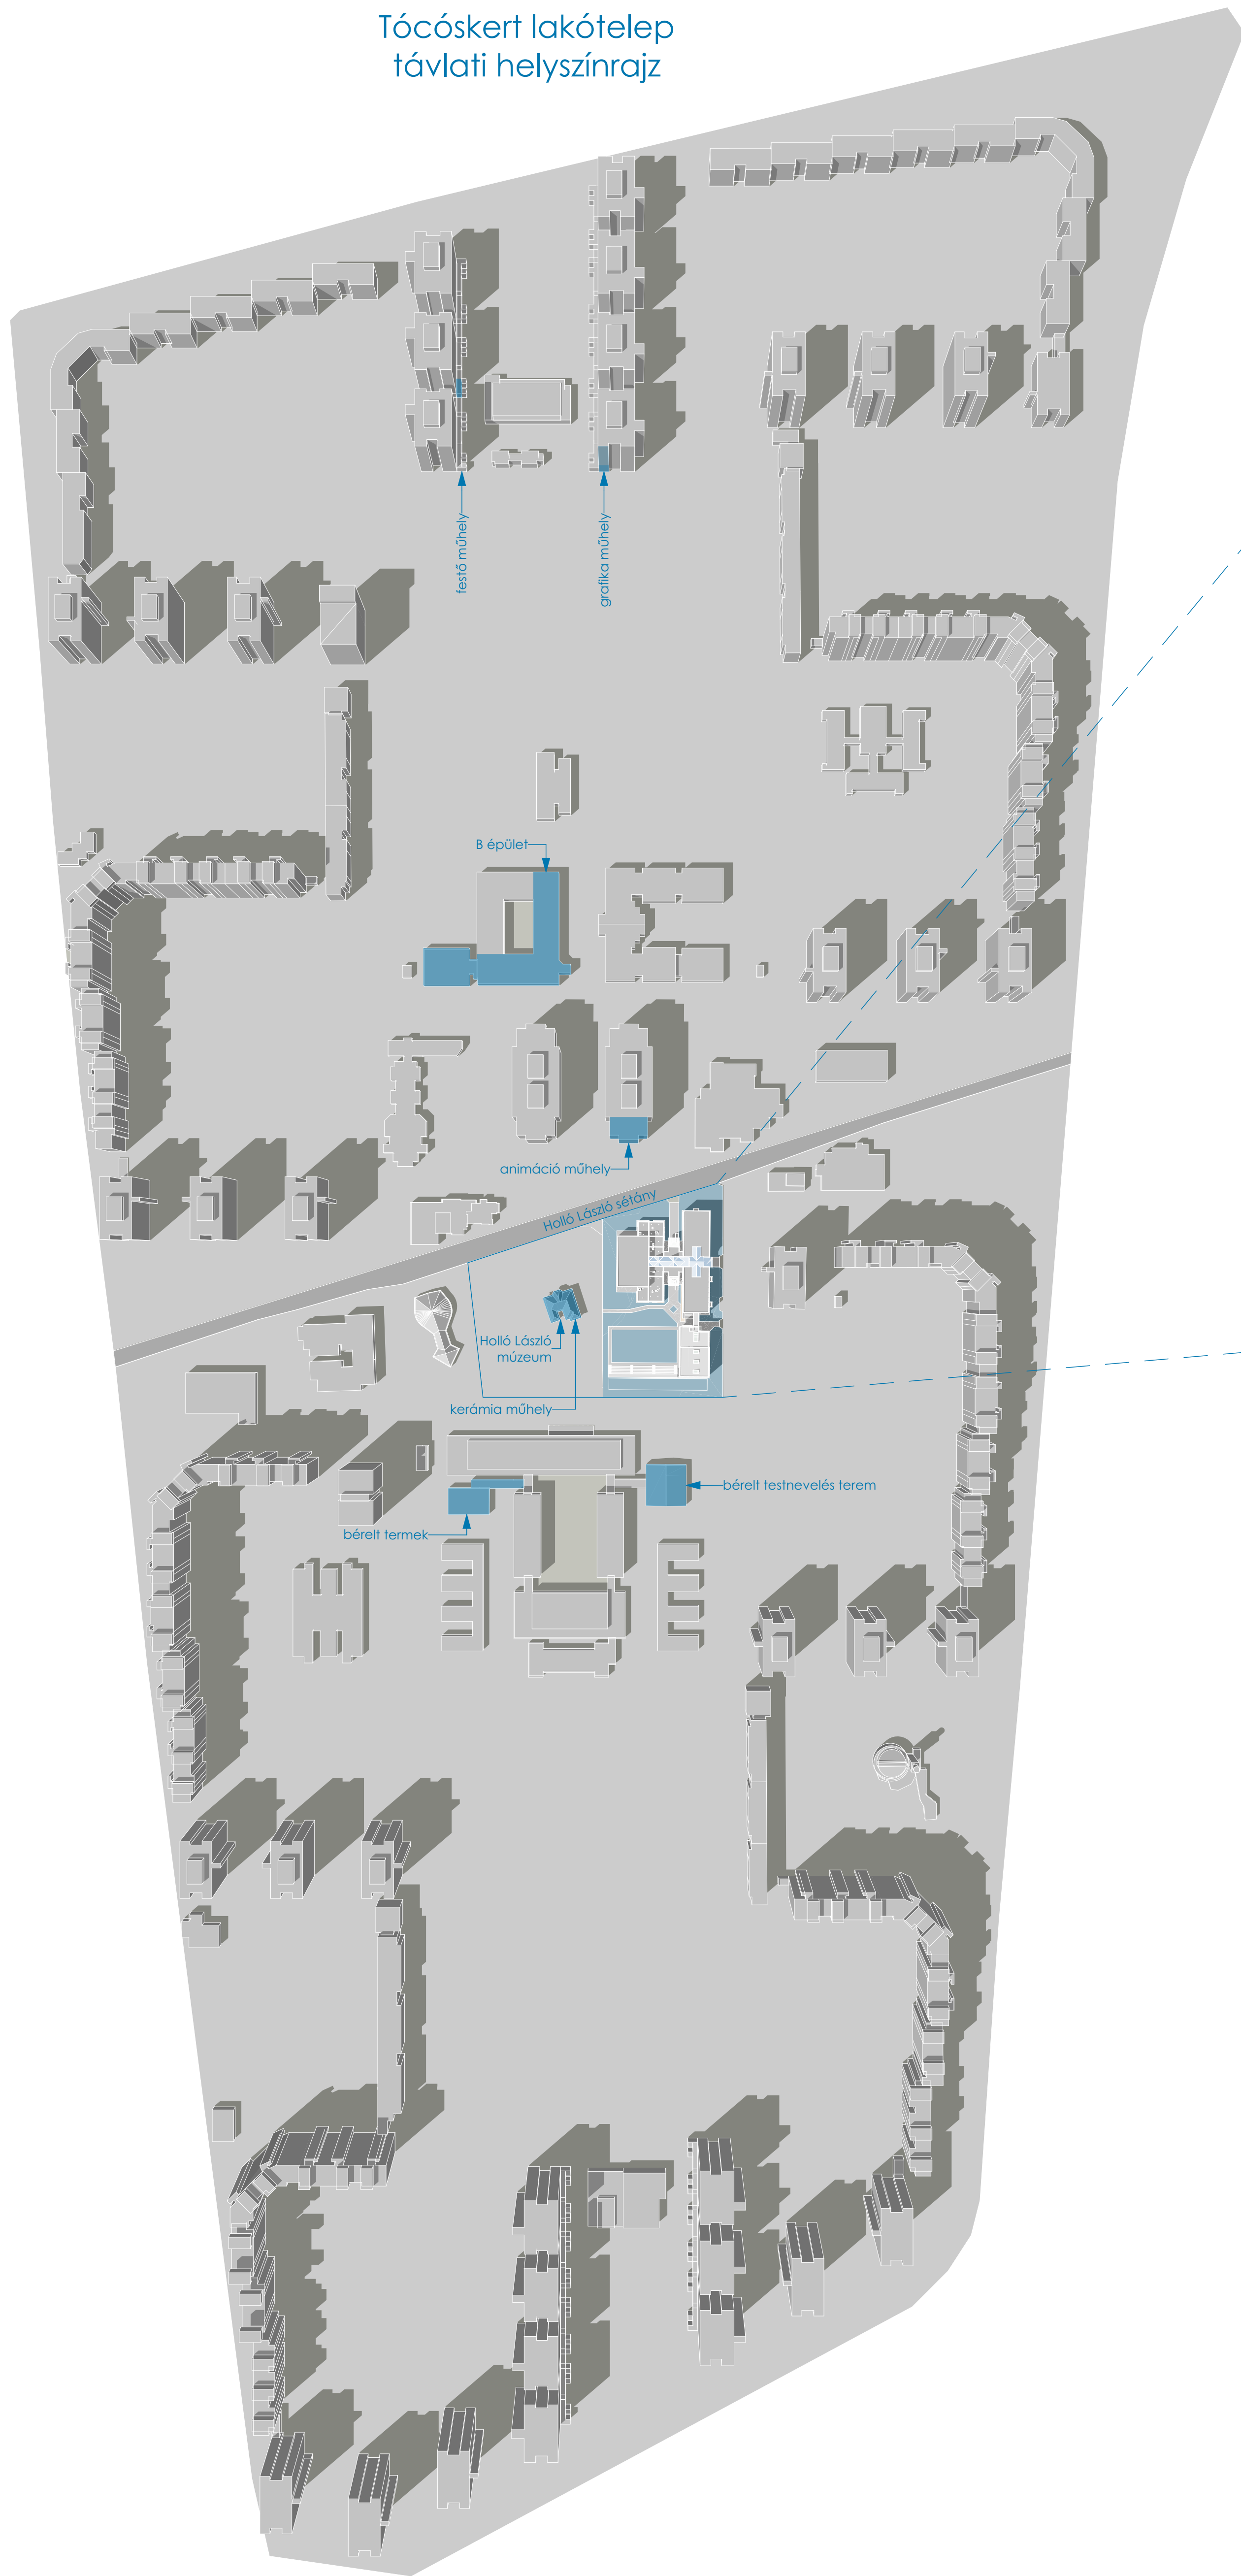 Tócóskert lakótelep
távlati helyszínrajz
festő műhely
grafika műhely
B épület
animáció műhely
Holló László sétány
Holló László
múzeum
kerámia műhely
bérelt testnevelés terem
bérelt termek